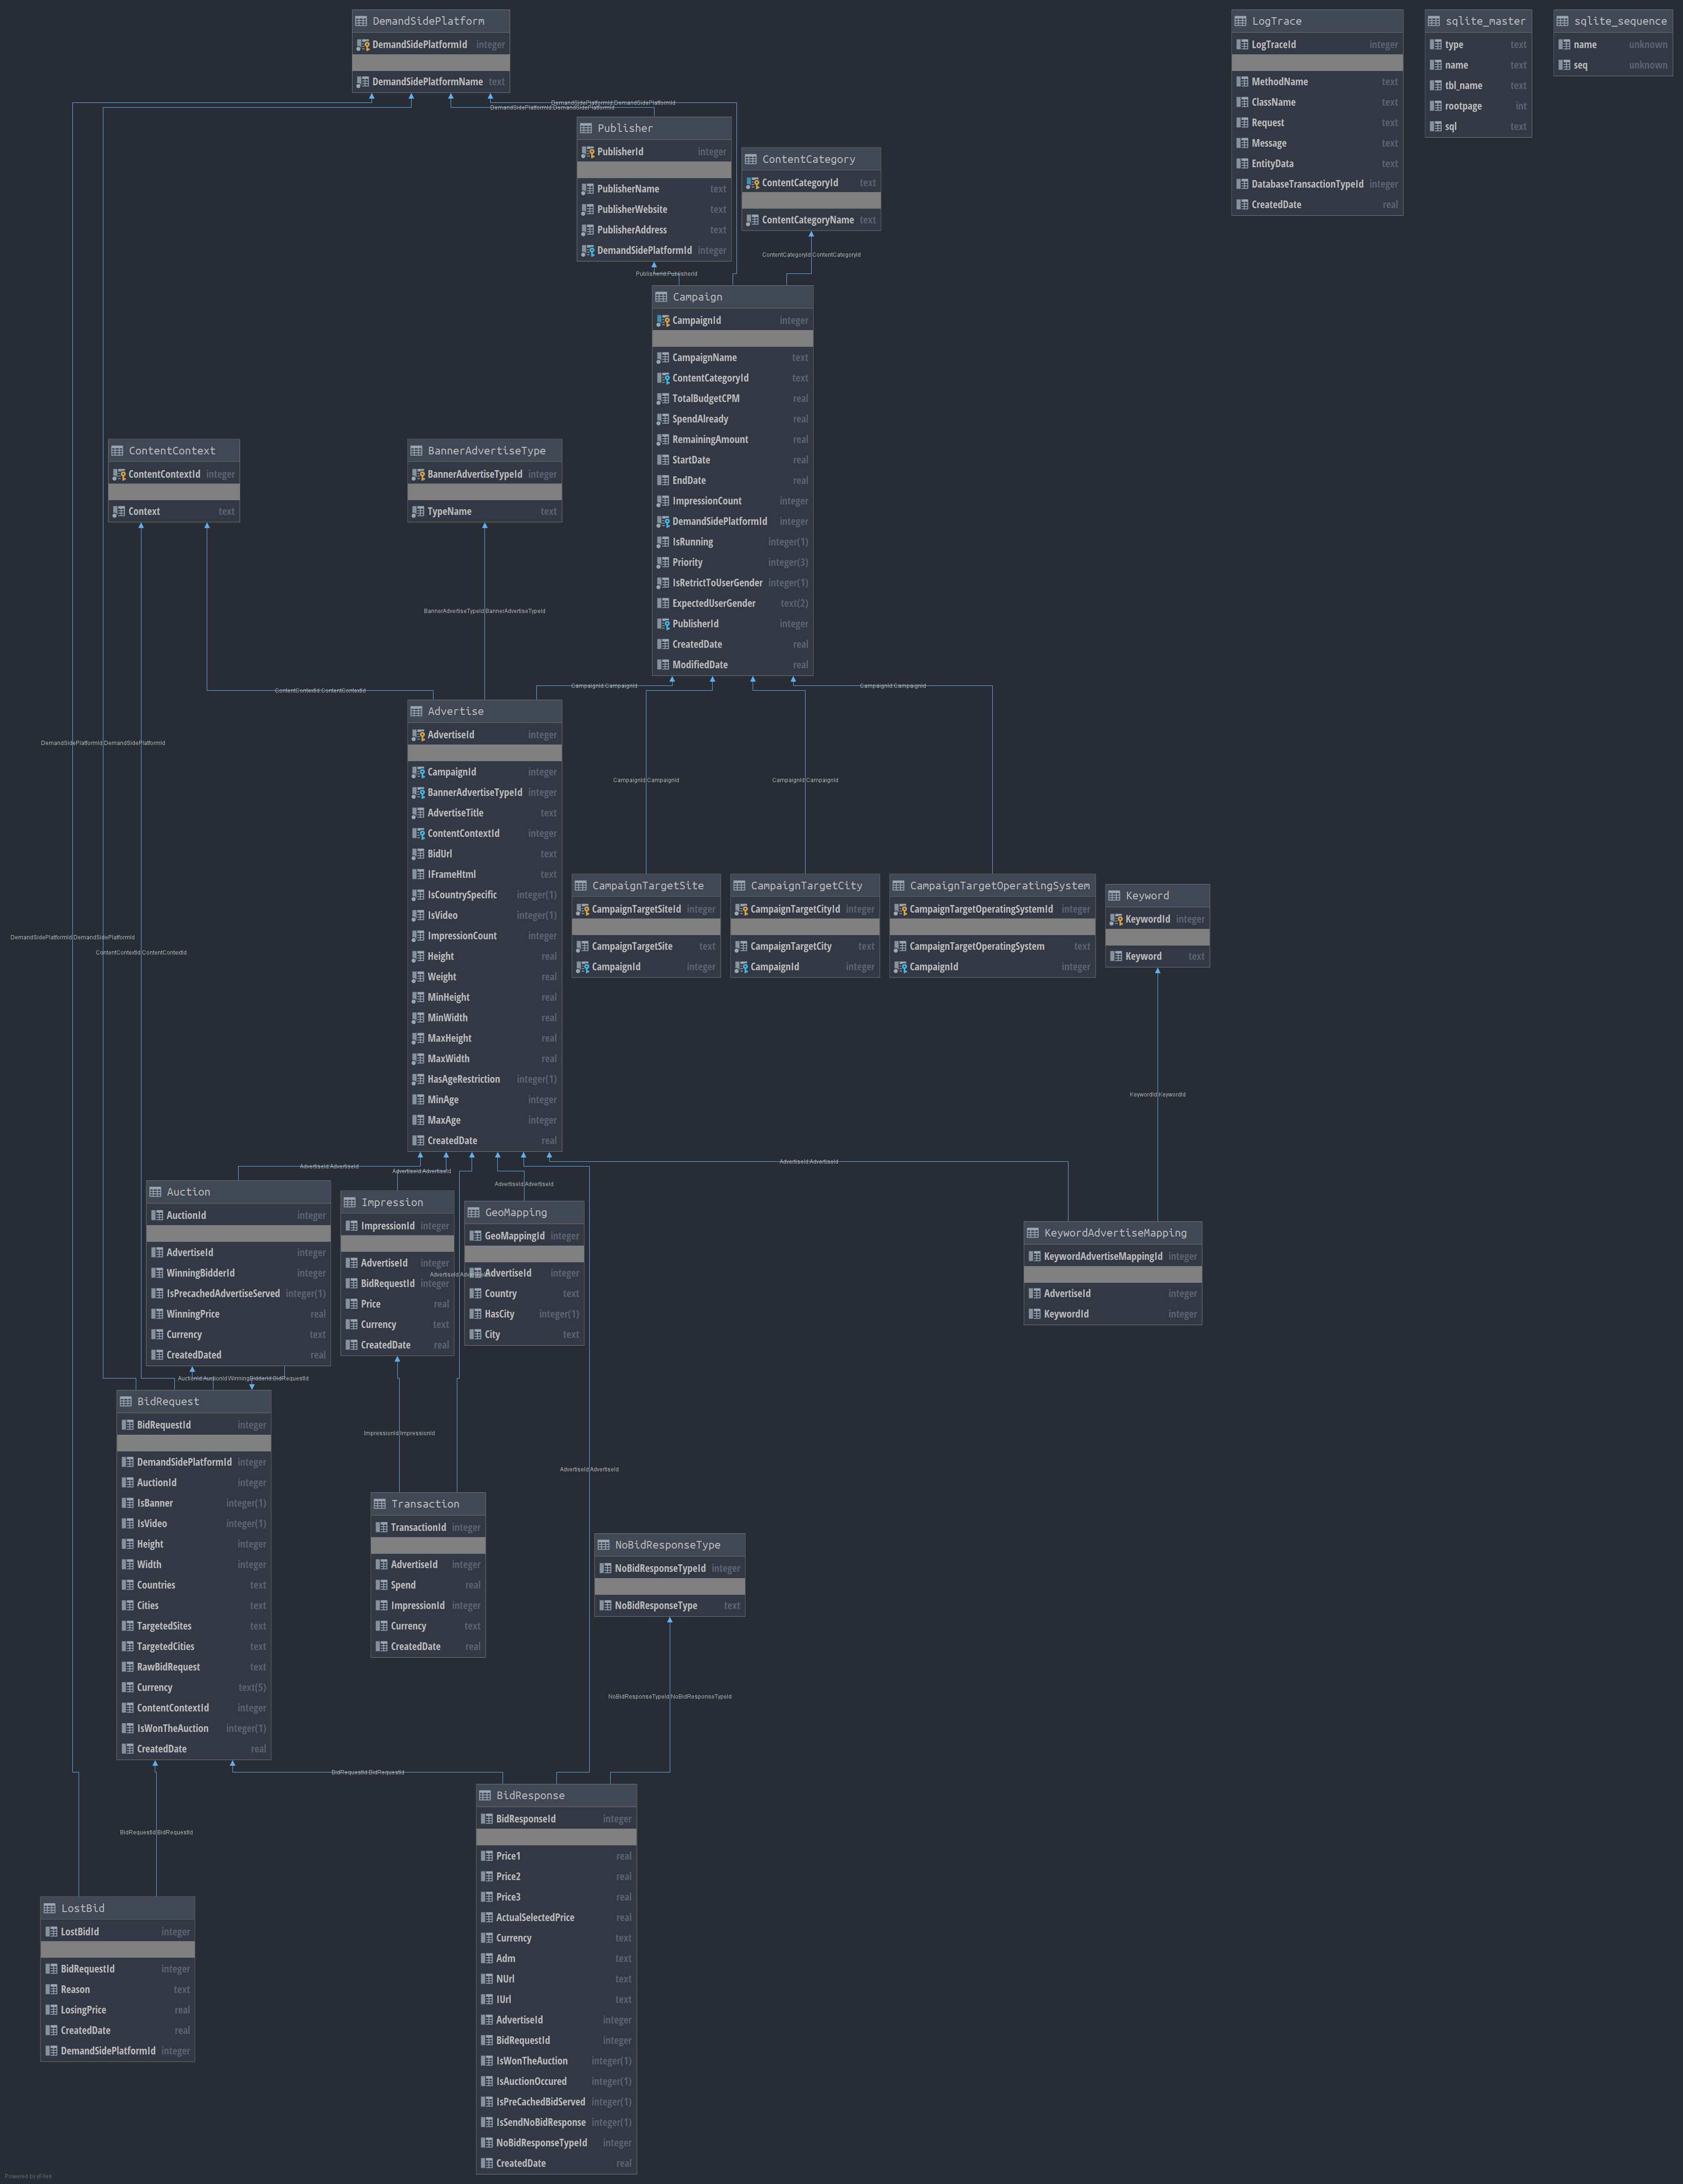 DemandSidePlatform
DemandSidePlatformId integer
DemandSidePlatformName text
LogTrace
LogTraceId integer
MethodName text
ClassName text
Request text
Message text
EntityData text
DatabaseTransactionTypeId integer
CreatedDate real
sqlite_master
type text
name text
tbl_name text
rootpage int
sql text
sqlite_sequence
name unknown
seq unknown
DemandSidePlatformId:DemandSidePlatformId
DemandSidePlatformId:DemandSidePlatformId
Publisher
PublisherId integer
PublisherName text
PublisherWebsite text
PublisherAddress text
DemandSidePlatformId integer
ContentCategory
ContentCategoryId text
ContentCategoryName text
ContentCategoryId:ContentCategoryId
PublisherId:PublisherId
Campaign
CampaignId integer
CampaignName text
ContentCategoryId text
TotalBudgetCPM real
SpendAlready real
RemainingAmount real
StartDate real
EndDate real
ImpressionCount integer
DemandSidePlatformId integer
IsRunning integer(1)
Priority integer(3)
IsRetrictToUserGender integer(1)
ExpectedUserGender text(2)
PublisherId integer
CreatedDate real
ModifiedDate real
ContentContext
ContentContextId integer
Context text
BannerAdvertiseType
BannerAdvertiseTypeId integer
TypeName text
BannerAdvertiseTypeId:BannerAdvertiseTypeId
CampaignId:CampaignId
CampaignId:CampaignId
ContentContextId:ContentContextId
Advertise
AdvertiseId integer
CampaignId integer
BannerAdvertiseTypeId integer
AdvertiseTitle text
ContentContextId integer
BidUrl text
IFrameHtml text
IsCountrySpecific integer(1)
IsVideo integer(1)
ImpressionCount integer
Height real
Weight real
MinHeight real
MinWidth real
MaxHeight real
MaxWidth real
HasAgeRestriction integer(1)
MinAge integer
MaxAge integer
CreatedDate real
DemandSidePlatformId:DemandSidePlatformId
CampaignId:CampaignId
CampaignId:CampaignId
CampaignTargetSite
CampaignTargetSiteId integer
CampaignTargetSite text
CampaignId integer
CampaignTargetCity
CampaignTargetCityId integer
CampaignTargetCity text
CampaignId integer
CampaignTargetOperatingSystem
CampaignTargetOperatingSystemId integer
CampaignTargetOperatingSystem text
CampaignId integer
Keyword
KeywordId integer
Keyword text
DemandSidePlatformId:DemandSidePlatformId
ContentContextId:ContentContextId
KeywordId:KeywordId
AdvertiseId:AdvertiseId
AdvertiseId:AdvertiseId
AdvertiseId:AdvertiseId
AdvertiseId:AdvertiseId
Auction
AuctionId integer
AdvertiseId integer
WinningBidderId integer
IsPrecachedAdvertiseServed integer(1)
WinningPrice real
Currency text
CreatedDated real
Impression
ImpressionId integer
AdvertiseId integer
BidRequestId integer
Price real
Currency text
CreatedDate real
GeoMapping
GeoMappingId integer
AdvertiseId integer
Country text
HasCity integer(1)
City text
KeywordAdvertiseMapping
KeywordAdvertiseMappingId integer
AdvertiseId integer
KeywordId integer
AuctionId:AuctionId WinningBidderId:BidRequestId
BidRequest
BidRequestId integer
DemandSidePlatformId integer
AuctionId integer
IsBanner integer(1)
IsVideo integer(1)
Height integer
Width integer
Countries text
Cities text
TargetedSites text
TargetedCities text
RawBidRequest text
Currency text(5)
ContentContextId integer
IsWonTheAuction integer(1)
CreatedDate real
ImpressionId:ImpressionId
AdvertiseId:AdvertiseId
Transaction
TransactionId integer
AdvertiseId integer
Spend real
ImpressionId integer
Currency text
CreatedDate real
NoBidResponseType
NoBidResponseTypeId integer
NoBidResponseType text
NoBidResponseTypeId:NoBidResponseTypeId
BidRequestId:BidRequestId
BidRequestId:BidRequestId
BidResponse
BidResponseId integer
Price1 real
Price2 real
Price3 real
ActualSelectedPrice real
Currency text
Adm text
NUrl text
IUrl text
AdvertiseId integer
BidRequestId integer
IsWonTheAuction integer(1)
IsAuctionOccured integer(1)
IsPreCachedBidServed integer(1)
IsSendNoBidResponse integer(1)
NoBidResponseTypeId integer
CreatedDate real
LostBid
LostBidId integer
BidRequestId integer
Reason text
LosingPrice real
CreatedDate real
DemandSidePlatformId integer
Powered by yFiles